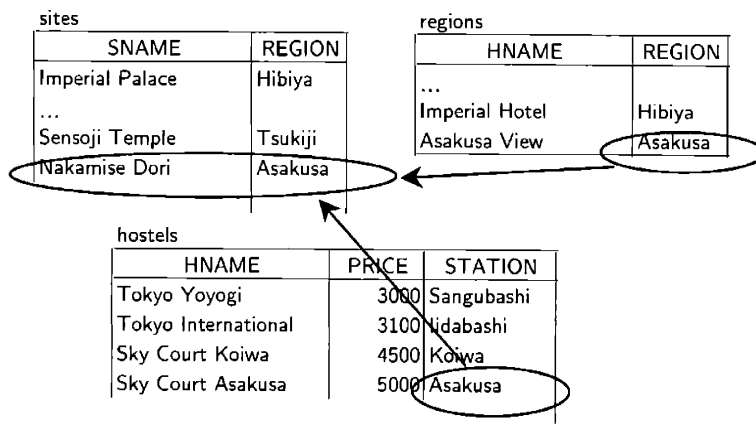 sites
SNAME REGION
Imperial Palace Hibiya
...
Sensoji Temple Tsukiji
Nakamise Dori Asakusa
regions
HNAME REGION
...
Imperial Hotel Hibiya
Asakusa View Asakusa
hostels
HNAME PRICE STATION
Tokyo Yoyogi 3000 Sangubashi
Tokyo International 3100 Iidabashi
Sky Court Koiwa 4500 Koiwa
Sky Court Asakusa 5000 Asakusa